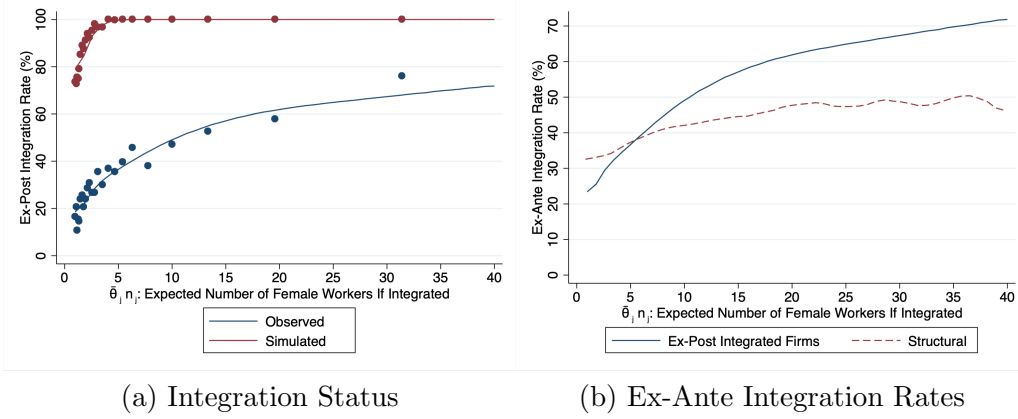 Ex-Post Integration Rate (%)
100
80
60
40
20
0
0 5 10 15 20 25 30 35 40
θ̃ j n j: Expected Number of Female Workers If Integrated
Observed
Simulated
(a) Integration Status
Ex-Ante Integration Rate (%)
70
60
50
40
30
20
10
0
0 5 10 15 20 25 30 35 40
θ̃ j n j: Expected Number of Female Workers If Integrated
Ex-Post Integrated Firms Structural
(b) Ex-Ante Integration Rates